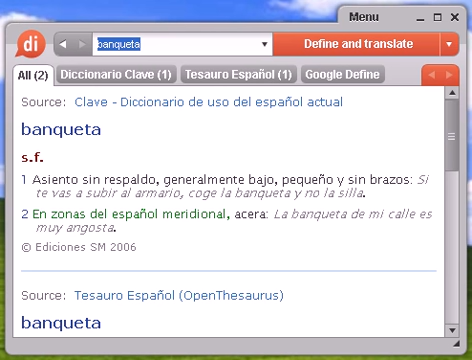 Menu
di
banqueta
Define and translate
All (2)
Diccionario Clave (1)
Tesauro Español (1)
Google Define
Source: Clave - Diccionario de uso del español actual
banqueta
s.f.
1 Asiento sin respaldo, generalmente bajo, pequeño y sin brazos: Si
te vas a subir al armario, coge la banqueta y no la silla.
2 En zonas del español meridional, acera: La banqueta de mi calle es
muy angosta.
© Ediciones SM 2006
Source: Tesauro Español (OpenThesaurus)
banqueta